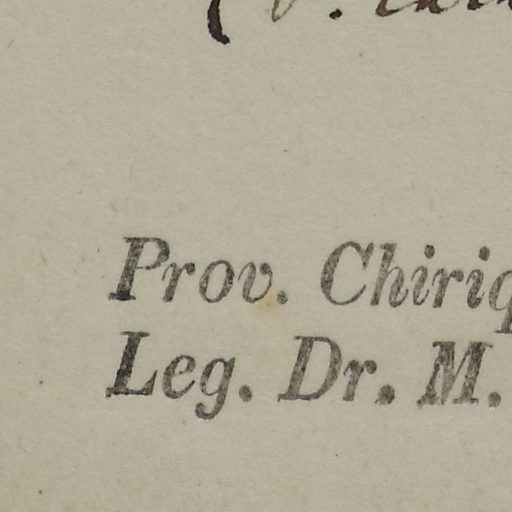 Prov. Chiriq
Leg. Dr. M.